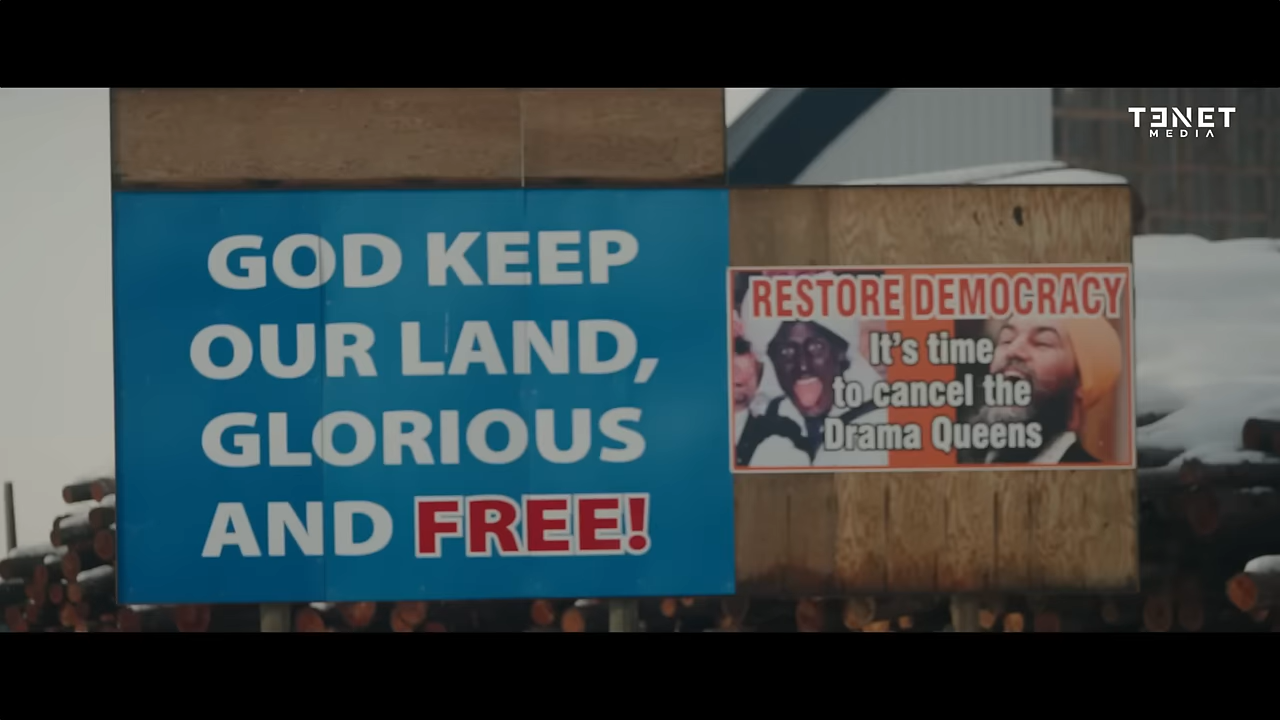 TENET
MEDIA
GOD KEEP
OUR LAND,
GLORIOUS
AND FREE!
RESTORE DEMOCRACY
It's time
to cancel the
Drama Queens